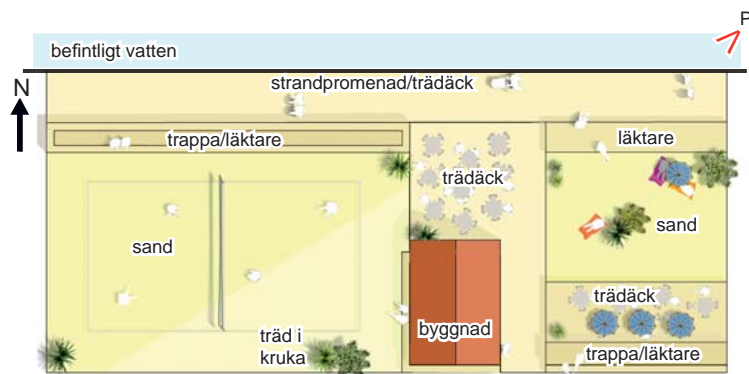 P
befintligt vatten
strandpromenad/trädäck
N
trappa/läktare
läktare
trädäck
sand
sand
trädäck
byggnad
träd i
kruka
trappa/läktare